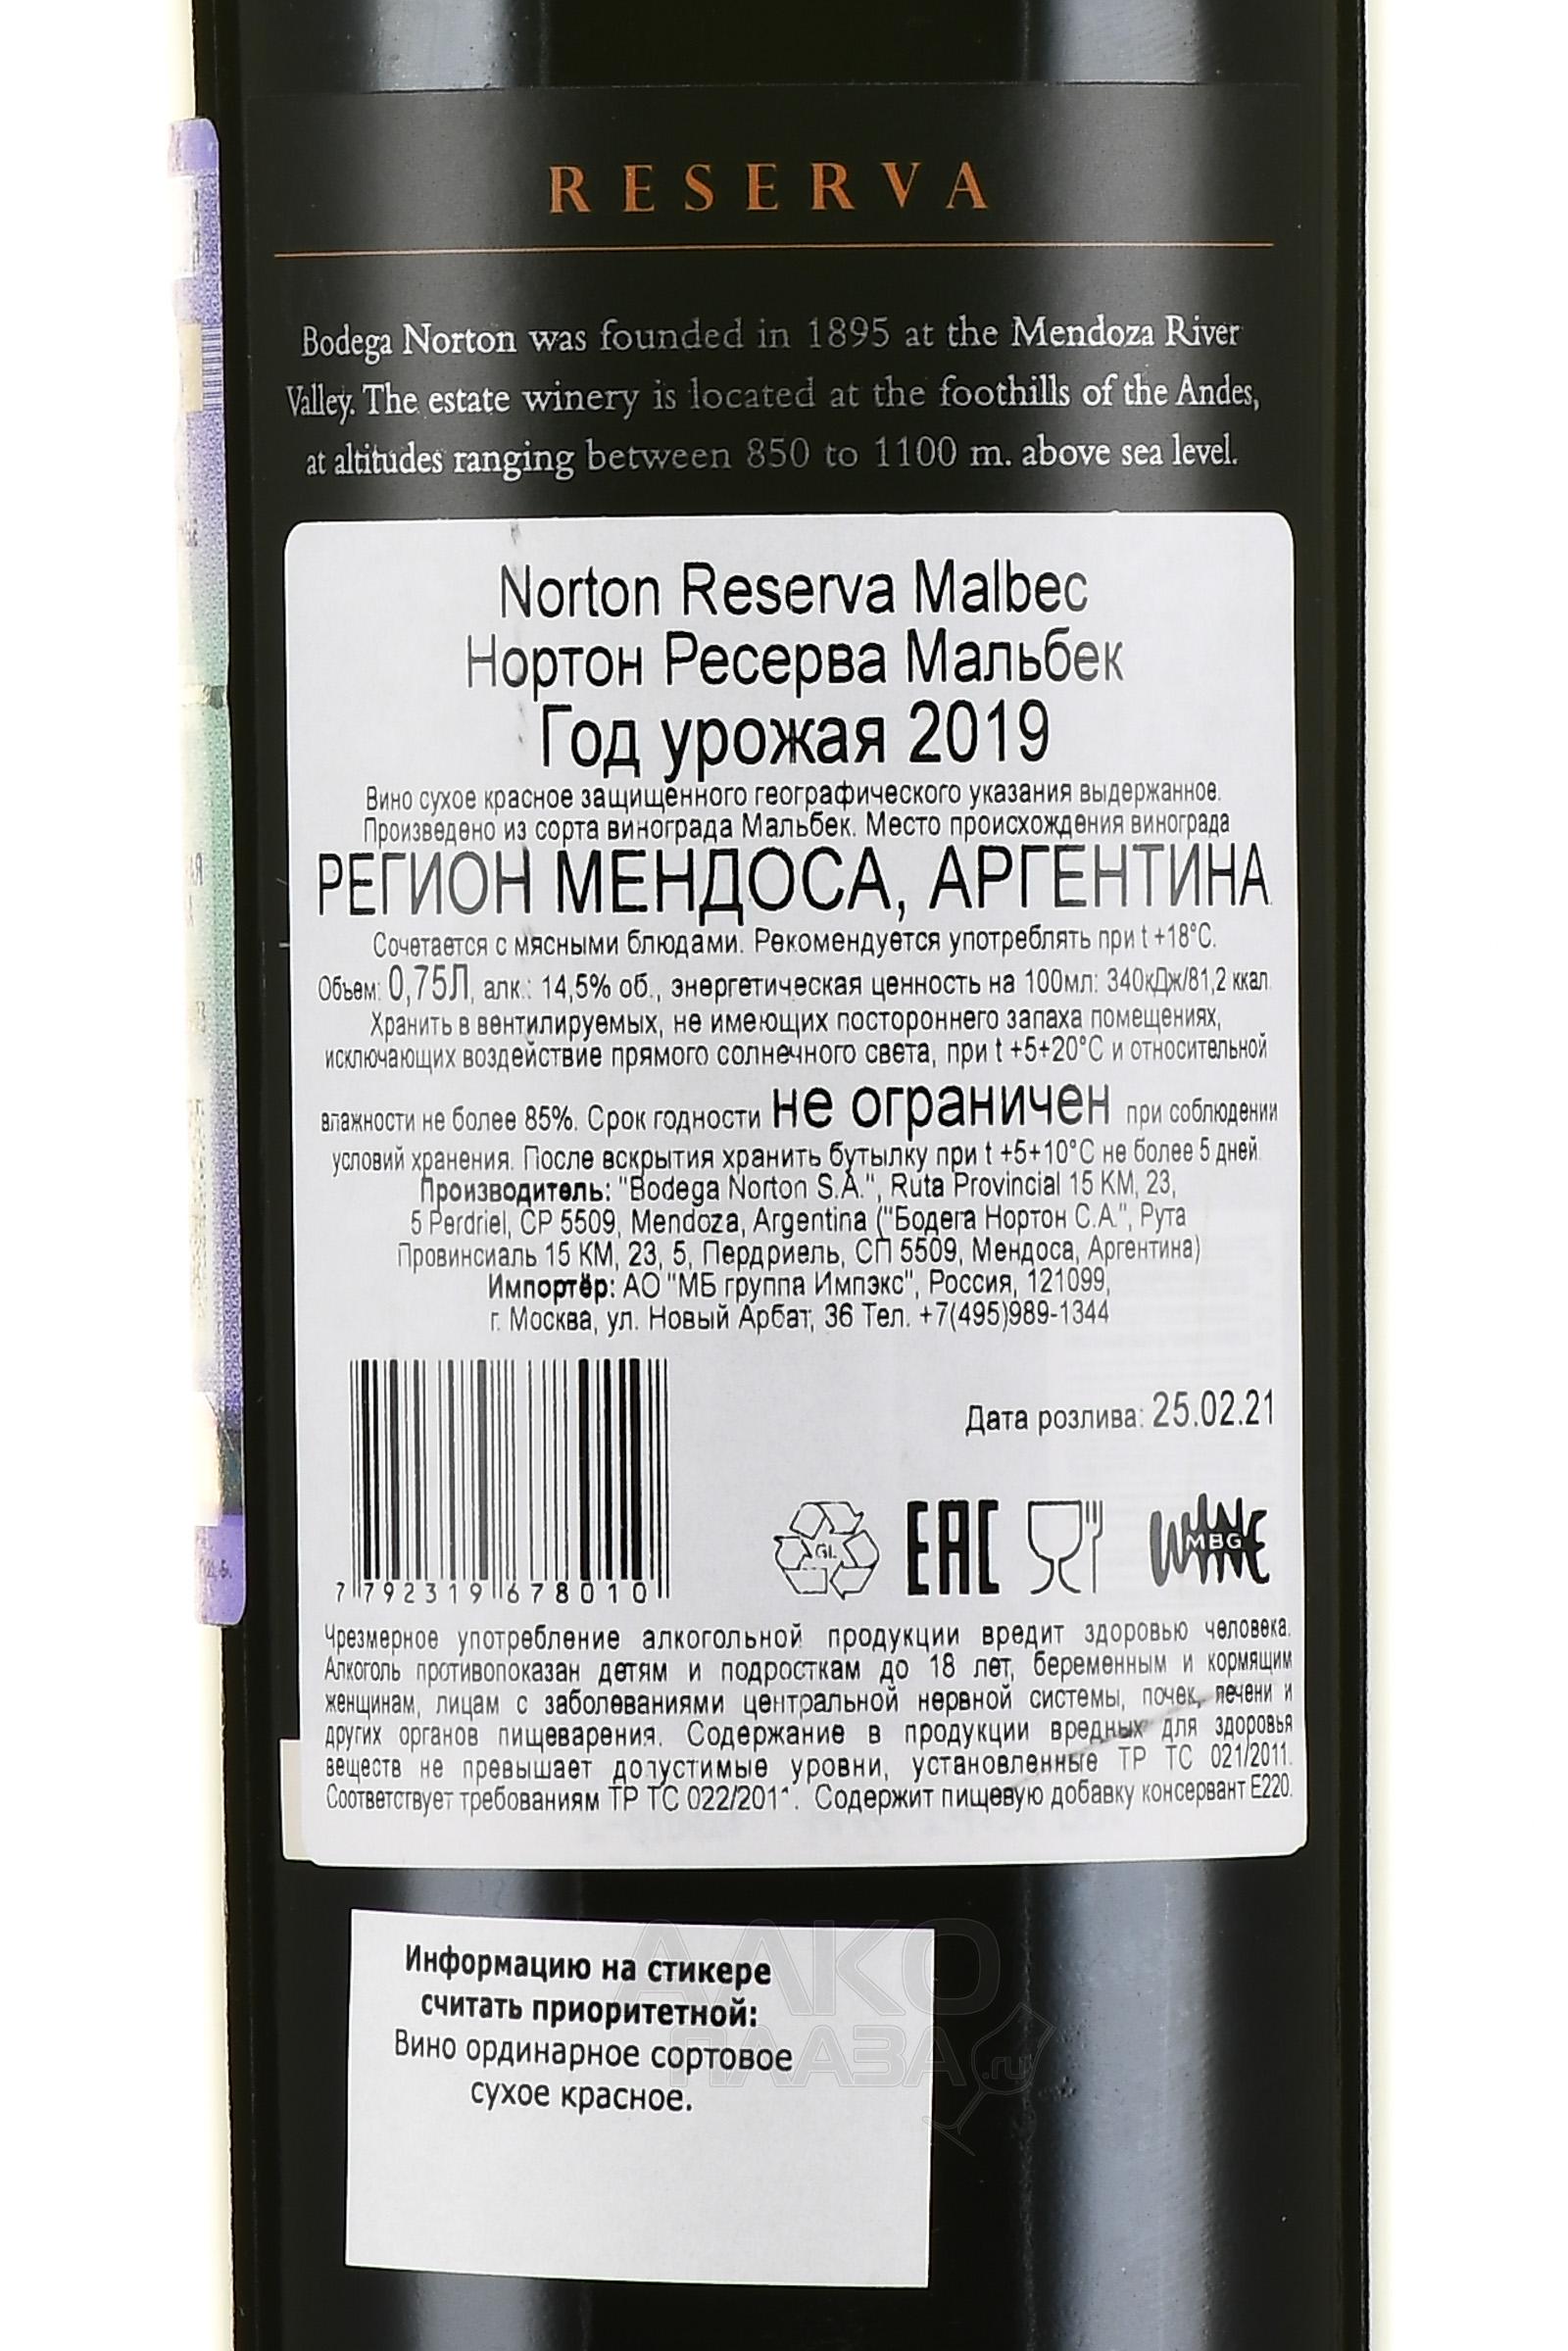 RESERVA
Bodega Norton was founded in 1895 at the Mendoza River
Valley. The estate winery is located at the foothills of the Andes,
at altitudes ranging between 850 to 1100 m. above sea level.
Norton Reserva Malbec
Нортон Ресерва Мальбек
Год урожая 2019
Вино сухое красное защищенного географического указания выдержанное.
Произведено из сорта винограда Мальбек. Место происхождения винограда
РЕГИОН МЕНДОСА, АРГЕНТИНА
Сочетается с мясными блюдами. Рекомендуется употреблять при t +18°C.
Объем: 0,75Л, алк.: 14,5% об., энергетическая ценность на 100мл: 340кДж/81,2 ккал
Хранить в вентилируемых, не имеющих постороннего запаха помещениях,
исключающих воздействие прямого солнечного света, при t +5+20°C и относительной
влажности не более 85%. Срок годности не ограничен при соблюдении
условий хранения. После вскрытия хранить бутылку при t +5+10°C не более 5 дней
Производитель: "Bodega Norton S.A.", Ruta Provincial 15 KM, 23,
5 Perdriel, CP 5509, Mendoza, Argentina ("Бодега Нортон С.А.", Рута
Провинсиаль 15 КМ, 23, 5, Пердриель, СП 5509, Мендоса, Аргентина)
Импортёр: АО "МБ группа Импэкс", Россия, 121099,
г. Москва, ул. Новый Арбат, 36 Тел. +7(495)989-1344
Дата розлива: 25.02.21
7 792319 678010
GL
EAC
WINE
MBG
Чрезмерное употребление алкогольной продукции вредит здоровью человека.
Алкоголь противопоказан детям и подросткам до 18 лет, беременным и кормящим
женщинам, лицам с заболеваниями центральной нервной системы, почек, печени и
других органов пищеварения. Содержание в продукции вредных для здоровья
веществ не превышает допустимые уровни, установленные ТР ТС 021/2011.
Соответствует требованиям ТР ТС 022/2011. Содержит пищевую добавку консервант Е220.
Информацию на стикере
считать приоритетной:
Вино ординарное сортовое
сухое красное.
АЛКО
ПЛАЗА
.ru